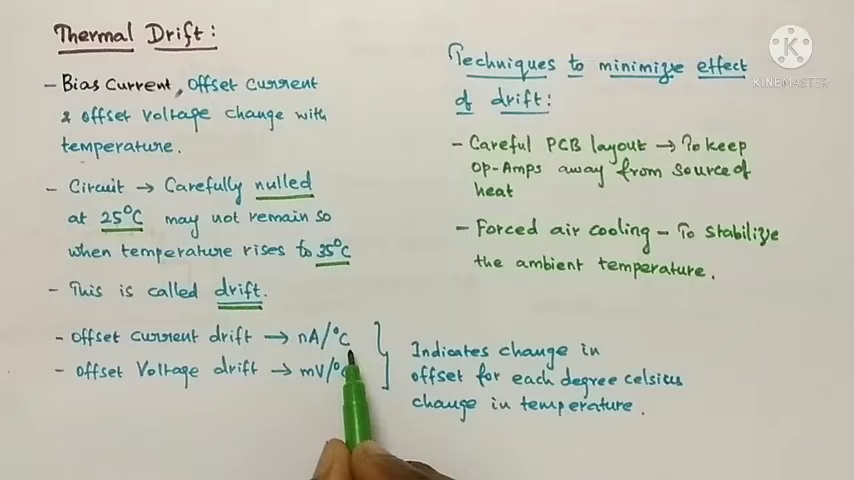 Thermal Drift:
- Bias Current, Offset Current
& Offset Voltage change with
temperature.
- Circuit → Carefully nulled
at 25°C may not remain so
when temperature rises to 35°C
- This is called drift.
- Offset Current drift → nA/°C
- Offset Voltage drift → mV/°C
Indicates change in
offset for each degree celsius
change in temperature.
Techniques to minimize effect
of drift:
- Careful PCB layout → To keep
Op-Amps away from source of
heat
- Forced air cooling - To stabilize
the ambient temperature.
K
KINEMASTER